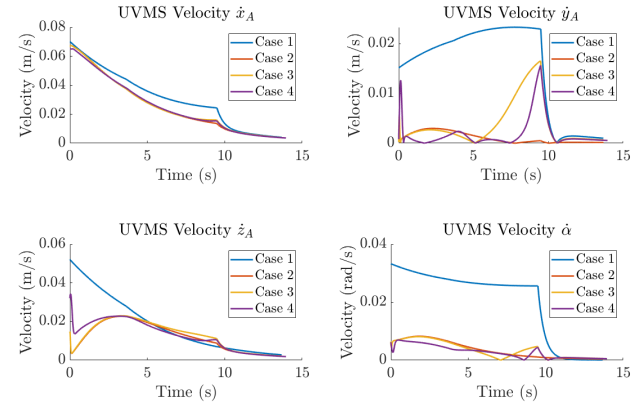 UVMS Velocity ẋ_A
0.08
0.06
0.04
0.02
0
0
5
10
15
Velocity (m/s)
Time (s)
Case 1
Case 2
Case 3
Case 4
UVMS Velocity ẏ_A
0.02
0.01
0
0
5
10
15
Velocity (m/s)
Time (s)
Case 1
Case 2
Case 3
Case 4
UVMS Velocity ż_A
0.06
0.04
0.02
0
0
5
10
15
Velocity (m/s)
Time (s)
Case 1
Case 2
Case 3
Case 4
UVMS Velocity α̇
0.04
0.02
0
0
5
10
15
Velocity (rad/s)
Time (s)
Case 1
Case 2
Case 3
Case 4